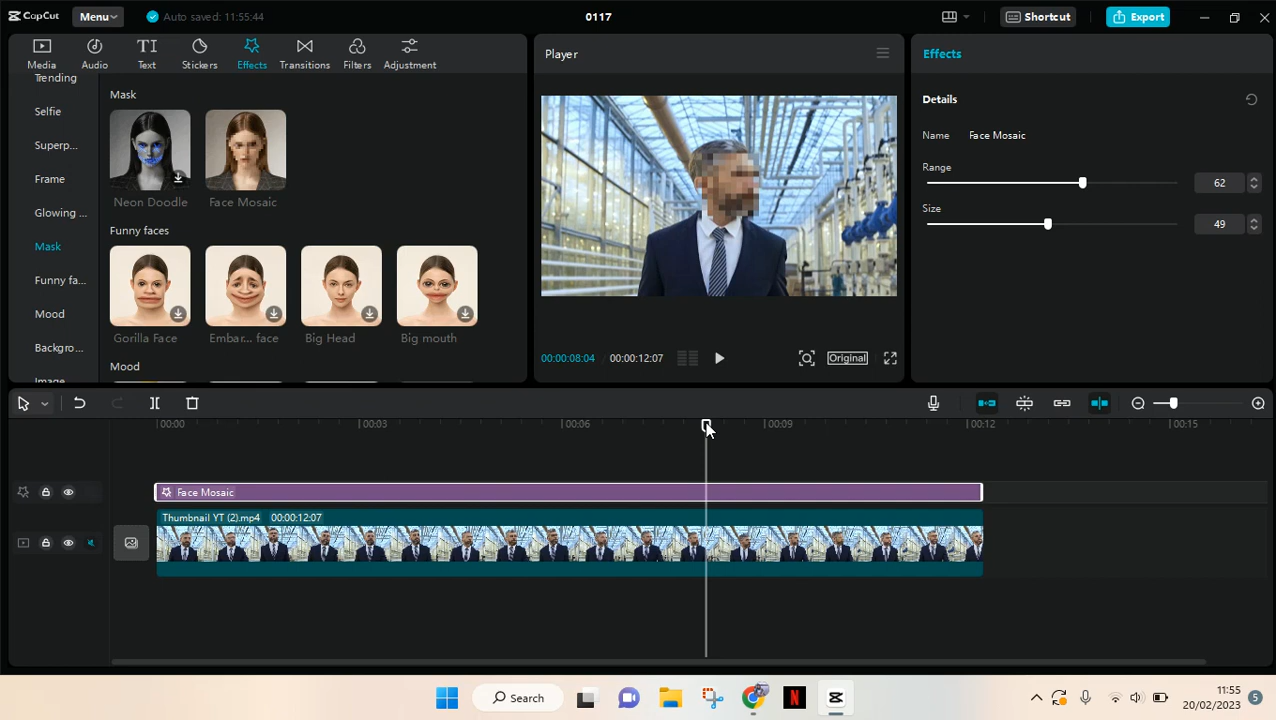 CapCut Menu Auto saved: 11:55:44 0117 Shortcut Export
Media Audio Text Stickers Effects Transitions Filters Adjustment
Trending
Selfie
Superp...
Frame
Glowing ...
Mask
Funny fa...
Mood
Backgro...
Image
Mask
Neon Doodle Face Mosaic
Funny faces
Gorilla Face Embar... face Big Head Big mouth
Mood
Player
00:00:08:04 00:00:12:07 Original
Effects
Details
Name Face Mosaic
Range
62
Size
49
00:00 00:03 00:06 00:09 00:12 00:15
Face Mosaic
Thumbnail YT (2).mp4 00:00:12:07
Search N 11:55
20/02/2023 5